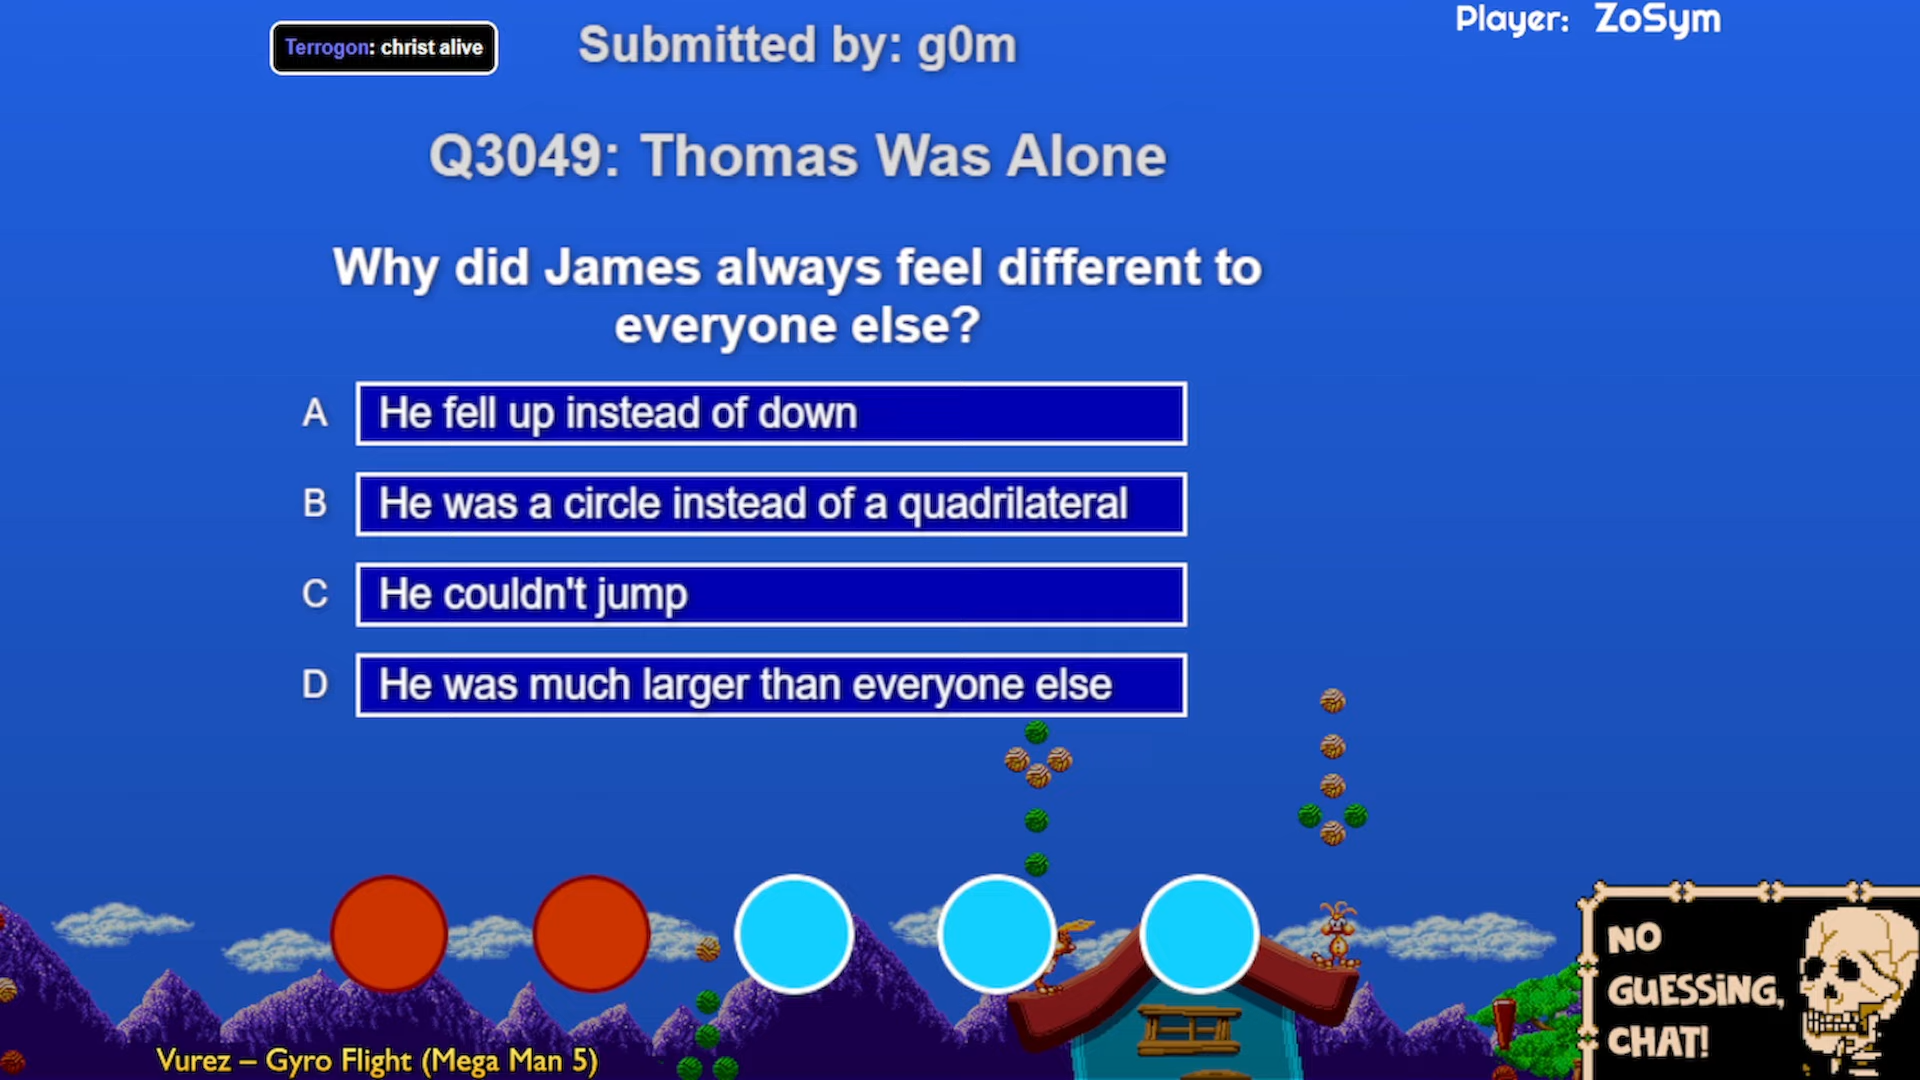 Terrogon: christ alive
Submitted by: g0m
Player: ZoSym
Q3049: Thomas Was Alone
Why did James always feel different to
everyone else?
A He fell up instead of down
B He was a circle instead of a quadrilateral
C He couldn't jump
D He was much larger than everyone else
NO
GUESSING,
CHAT!
Vurez – Gyro Flight (Mega Man 5)